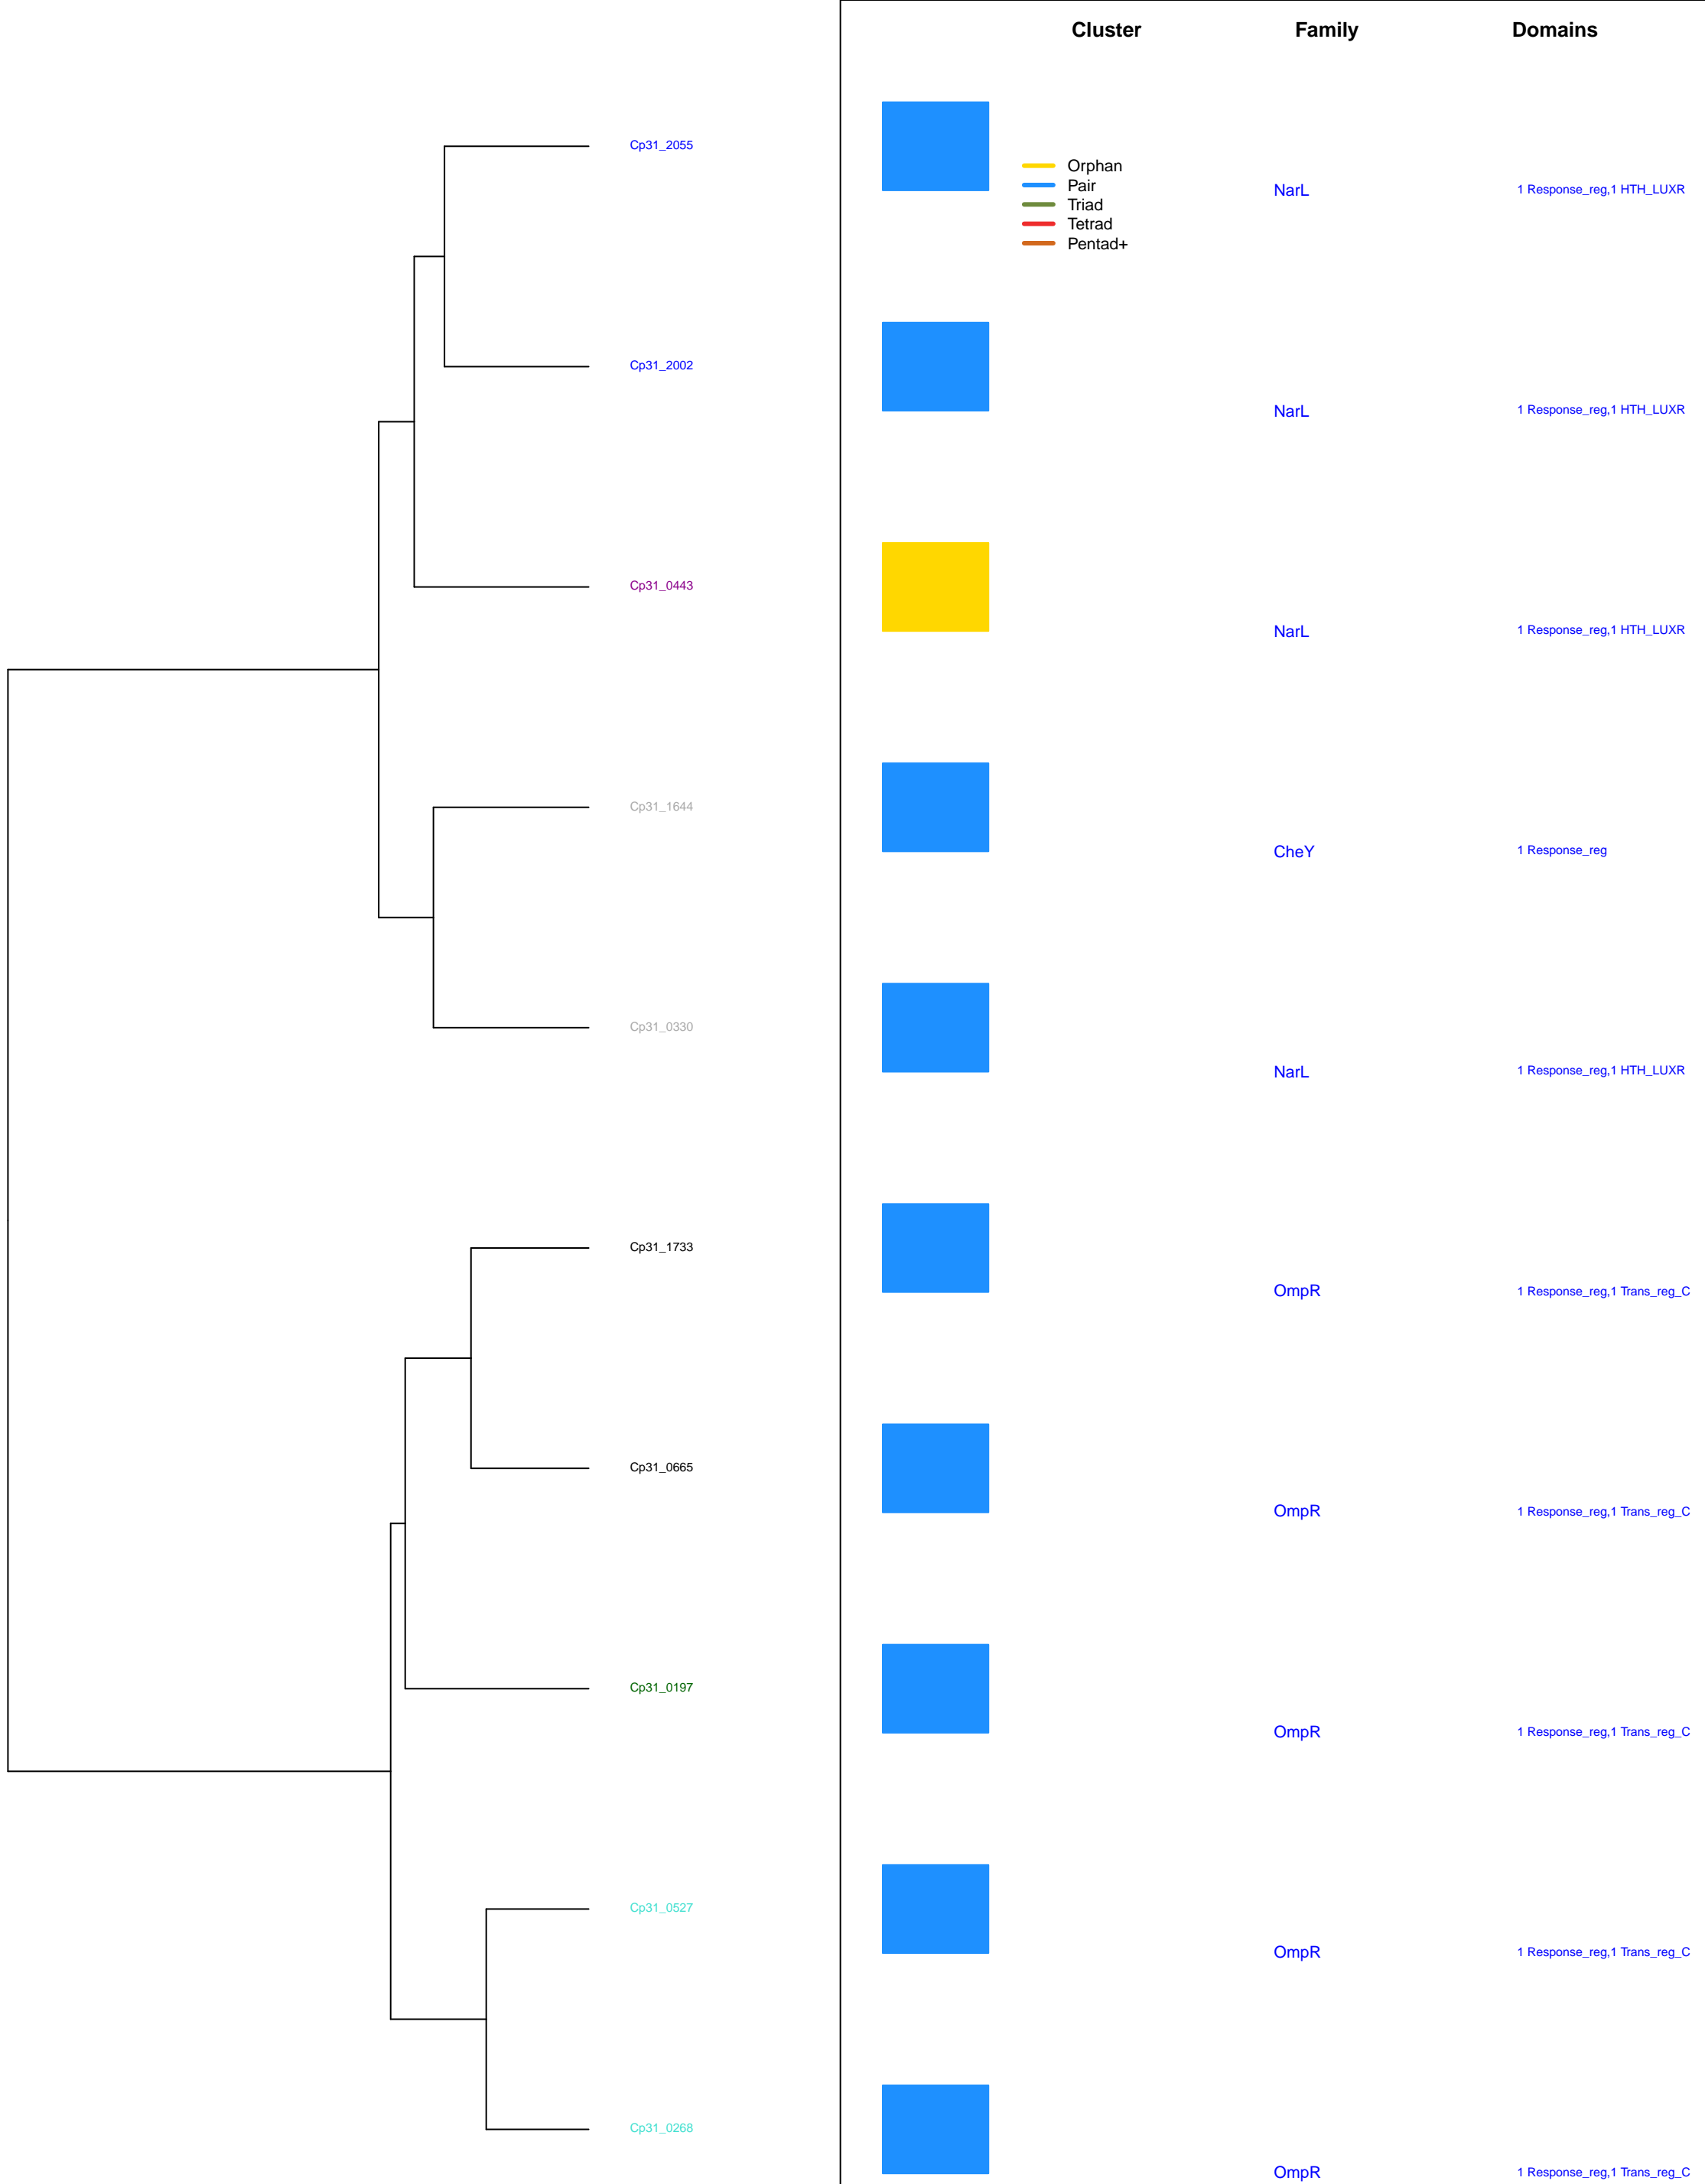 Cluster Family Domains
Cp31_2055
Orphan
Pair
NarL 1 Response_reg,1 HTH_LUXR
Triad
Tetrad
Pentad+
Cp31_2002
NarL 1 Response_reg,1 HTH_LUXR
Cp31_0443
NarL 1 Response_reg,1 HTH_LUXR
Cp31_1644
CheY 1 Response_reg
Cp31_0330
NarL 1 Response_reg,1 HTH_LUXR
Cp31_1733
OmpR 1 Response_reg,1 Trans_reg_C
Cp31_0665
OmpR 1 Response_reg,1 Trans_reg_C
Cp31_0197
OmpR 1 Response_reg,1 Trans_reg_C
Cp31_0527
OmpR 1 Response_reg,1 Trans_reg_C
Cp31_0268
OmpR 1 Response_reg,1 Trans_reg_C